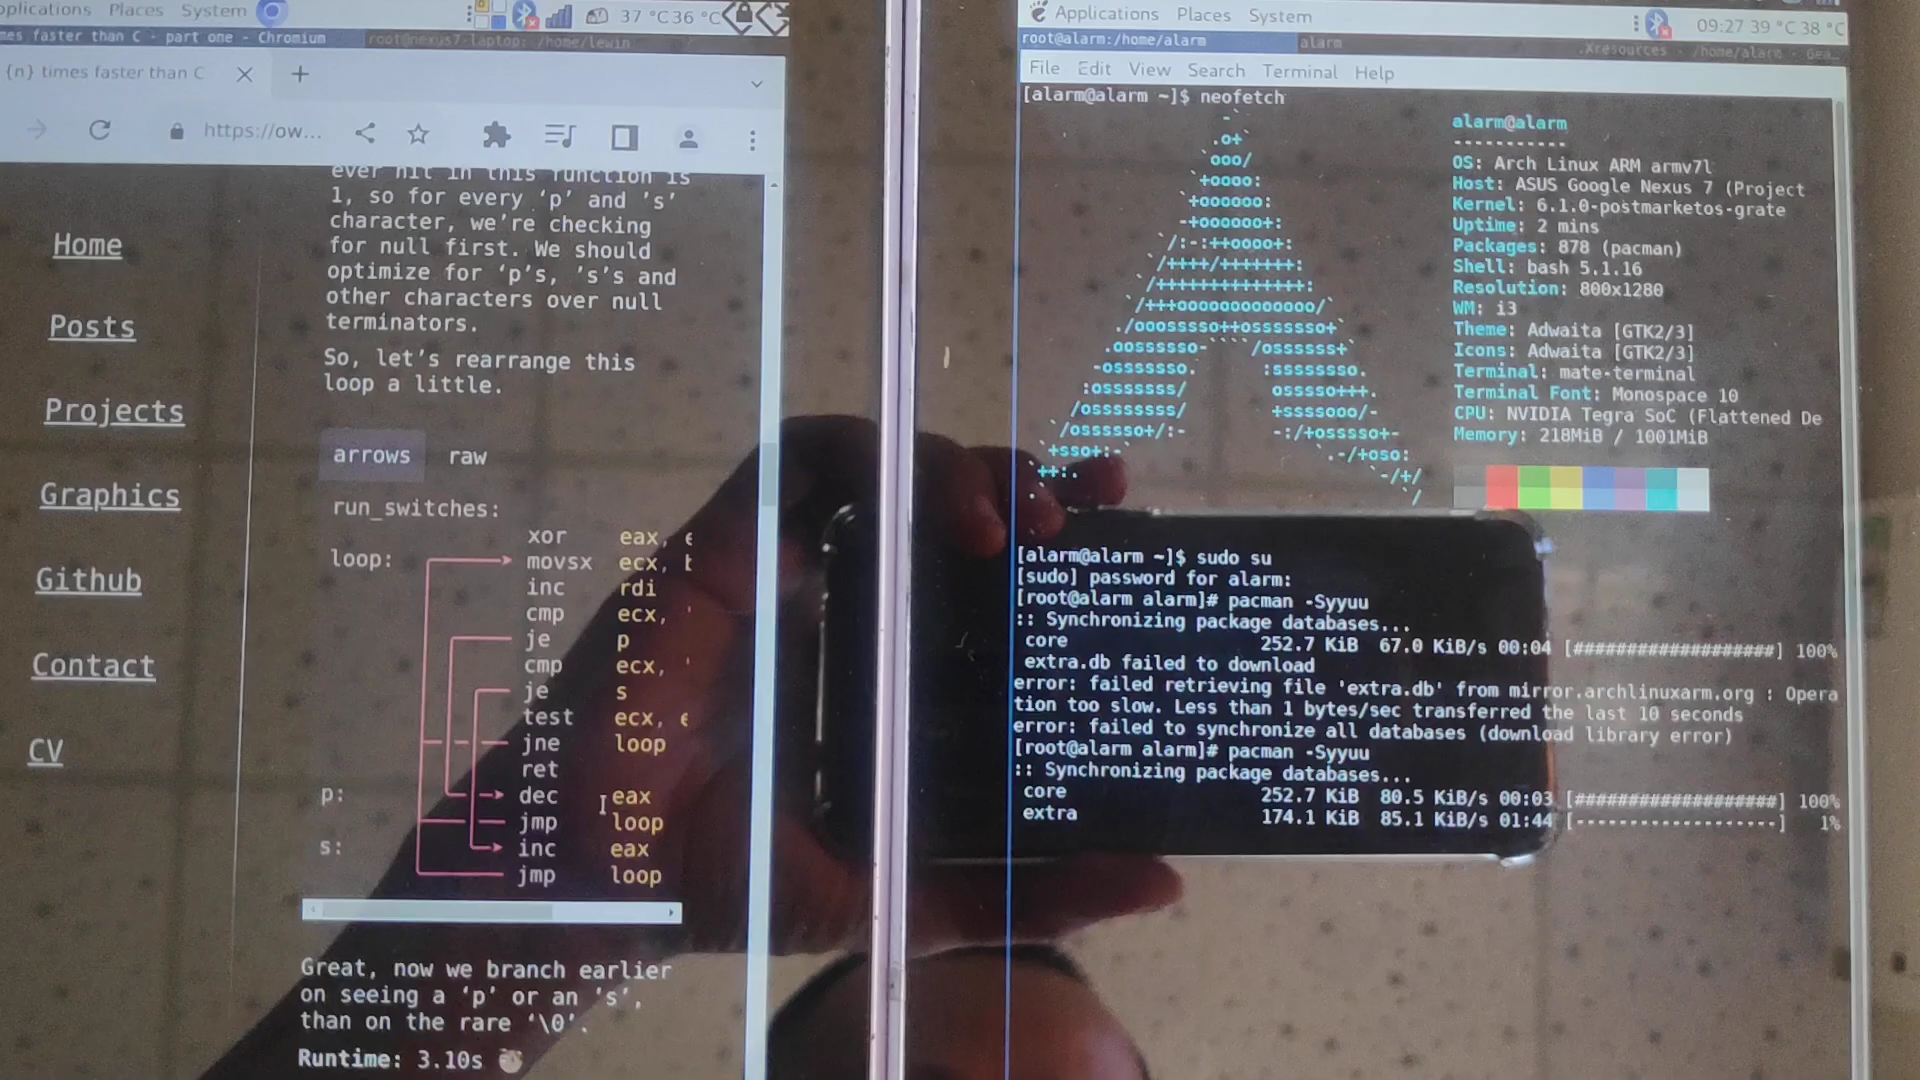 Applications Places System
37 °C 36 °C
mes faster than C - part one - Chromium
root@nexus7-laptop: /home/lewin
{n} times faster than C
https://ow...
ever hit in this function is
1, so for every ‘p’ and ’s’
character, we’re checking
for null first. We should
optimize for ‘p’s, ’s’s and
other characters over null
terminators.
So, let’s rearrange this
loop a little.
Home
Posts
Projects
Graphics
Github
Contact
CV
arrows raw
run_switches:
xor eax, e
loop: movsx ecx, b
inc rdi
cmp ecx, '
je p
cmp ecx, '
je s
test ecx, e
jne loop
ret
p: dec eax
jmp loop
s: inc eax
jmp loop
Great, now we branch earlier
on seeing a ‘p’ or an ’s’,
than on the rare ‘\0’.
Runtime: 3.10s
Applications Places System
09:27 39 °C 38 °C
root@alarm:/home/alarm
alarm
.Xresources - /home/alarm - Gea…
File Edit View Search Terminal Help
[alarm@alarm ~]$ neofetch
alarm@alarm
-----------
OS: Arch Linux ARM armv7l
Host: ASUS Google Nexus 7 (Project
Kernel: 6.1.0-postmarketos-grate
Uptime: 2 mins
Packages: 878 (pacman)
Shell: bash 5.1.16
Resolution: 800x1280
WM: i3
Theme: Adwaita [GTK2/3]
Icons: Adwaita [GTK2/3]
Terminal: mate-terminal
Terminal Font: Monospace 10
CPU: NVIDIA Tegra SoC (Flattened De
Memory: 218MiB / 1001MiB
[alarm@alarm ~]$ sudo su
[sudo] password for alarm:
[root@alarm alarm]# pacman -Syyuu
:: Synchronizing package databases...
core 252.7 KiB 67.0 KiB/s 00:04 [###################] 100%
extra.db failed to download
error: failed retrieving file 'extra.db' from mirror.archlinuxarm.org : Opera
tion too slow. Less than 1 bytes/sec transferred the last 10 seconds
error: failed to synchronize all databases (download library error)
[root@alarm alarm]# pacman -Syyuu
:: Synchronizing package databases...
core 252.7 KiB 80.5 KiB/s 00:03 [###################] 100%
extra 174.1 KiB 85.1 KiB/s 01:44 [-------------------] 1%